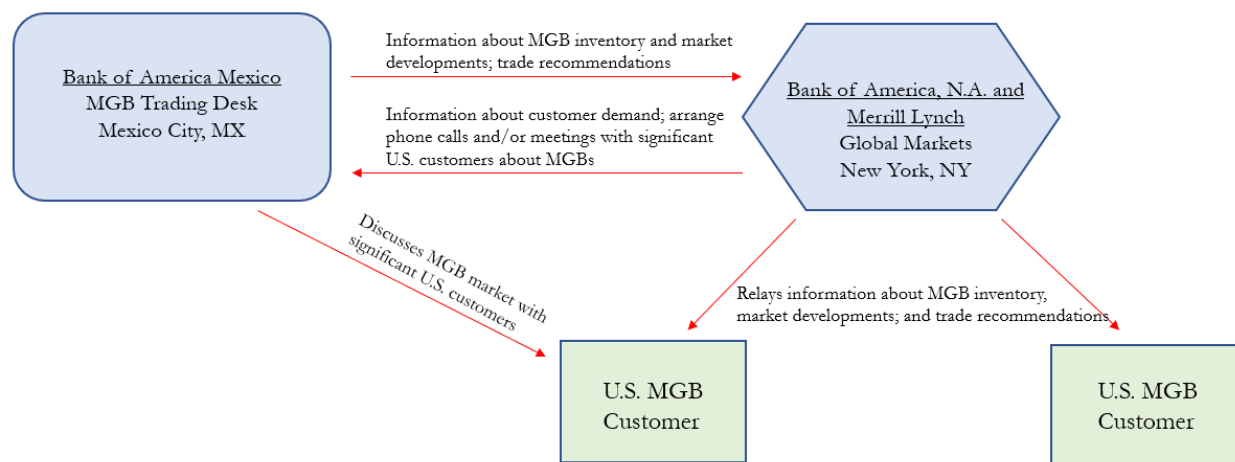 Bank of America Mexico
MGB Trading Desk
Mexico City, MX
Information about MGB inventory and market
developments; trade recommendations
Information about customer demand; arrange
phone calls and/or meetings with significant
U.S. customers about MGBs
Bank of America, N.A. and
Merrill Lynch
Global Markets
New York, NY
Discusses MGB market with
significant U.S. customers
Relays information about MGB inventory,
market developments; and trade recommendations
U.S. MGB
Customer
U.S. MGB
Customer